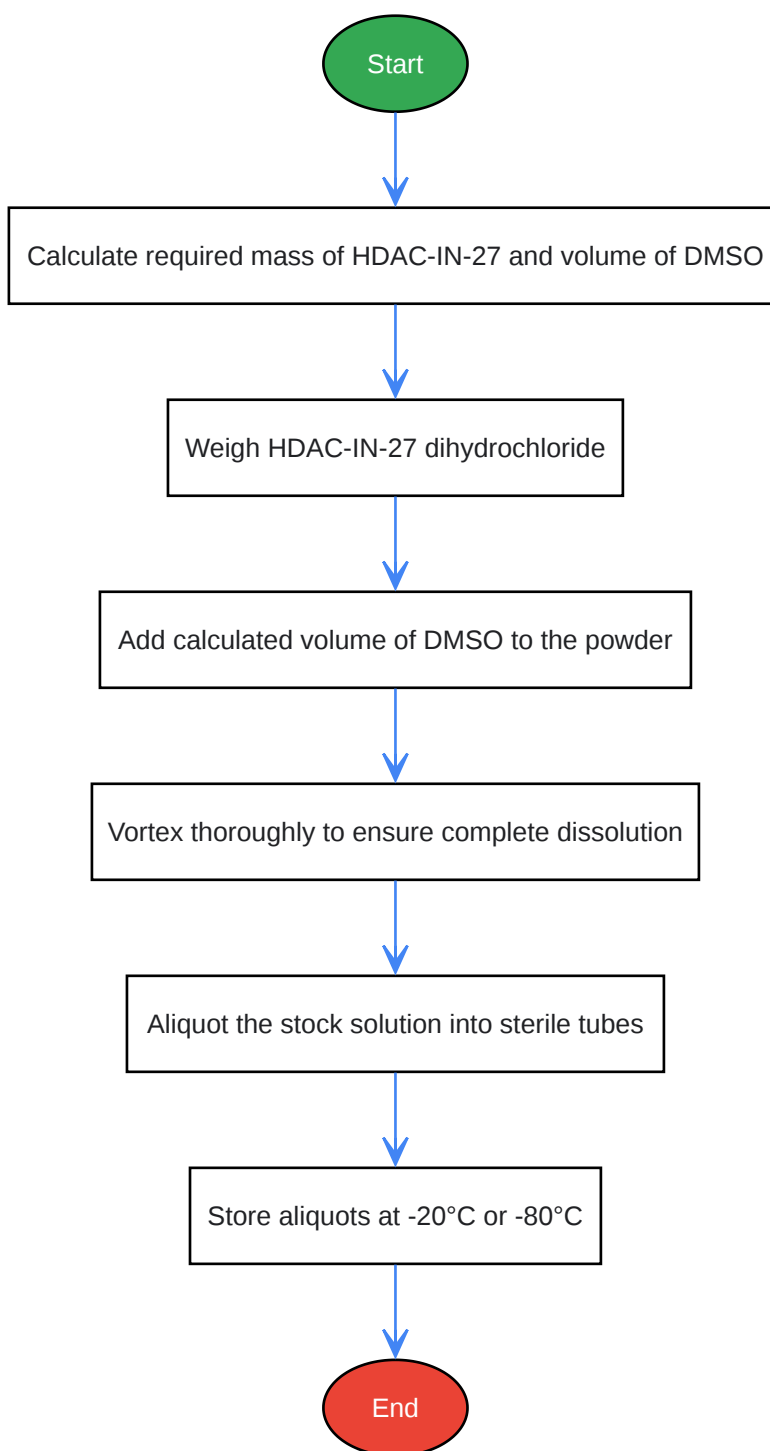 Start
Calculate required mass of HDAC-IN-27 and volume of DMSO
Weigh HDAC-IN-27 dihydrochloride
Add calculated volume of DMSO to the powder
Vortex thoroughly to ensure complete dissolution
Aliquot the stock solution into sterile tubes
Store aliquots at -20°C or -80°C
End